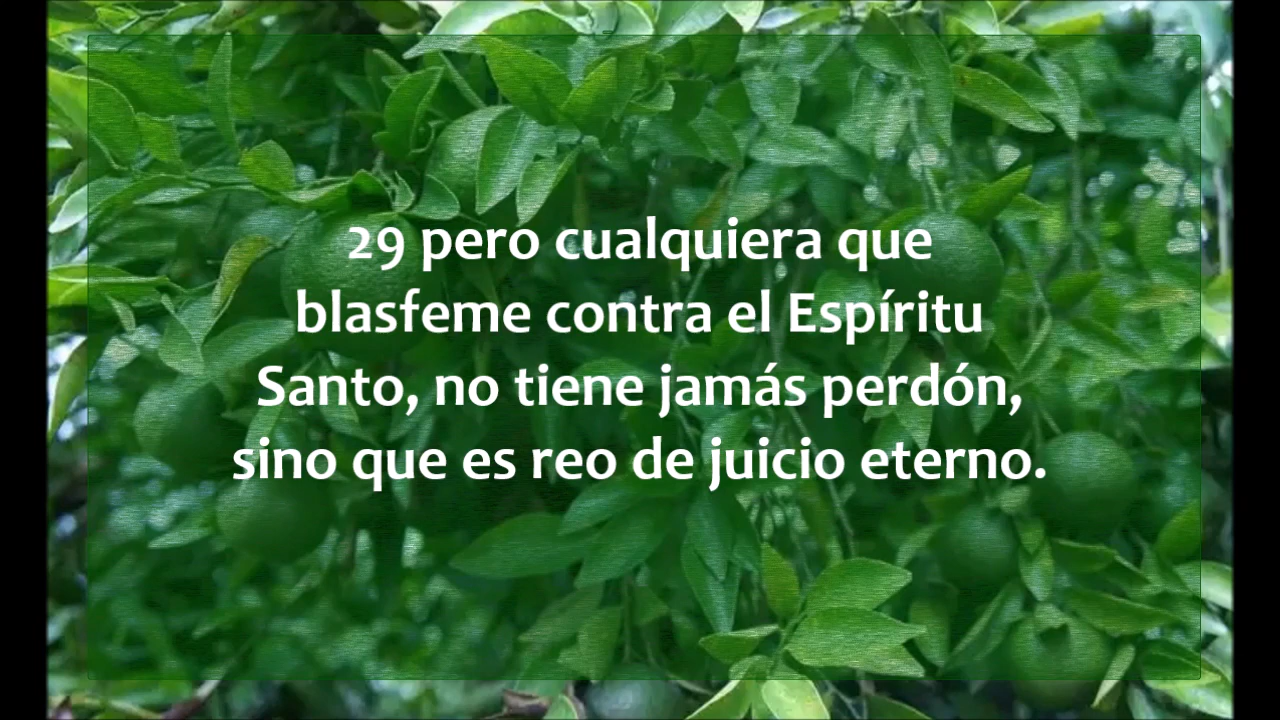 29 pero cualquiera que
blasfeme contra el Espíritu
Santo, no tiene jamás perdón,
sino que es reo de juicio eterno.